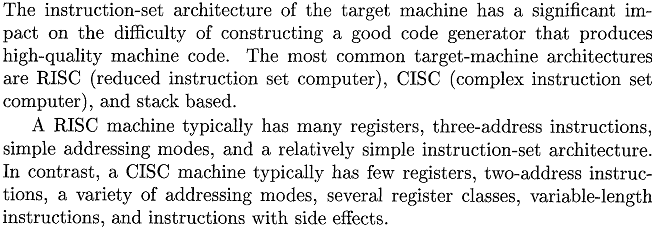 The instruction-set architecture of the target machine has a significant im-
pact on the difficulty of constructing a good code generator that produces
high-quality machine code. The most common target-machine architectures
are RISC (reduced instruction set computer), CISC (complex instruction set
computer), and stack based.
A RISC machine typically has many registers, three-address instructions,
simple addressing modes, and a relatively simple instruction-set architecture.
In contrast, a CISC machine typically has few registers, two-address instruc-
tions, a variety of addressing modes, several register classes, variable-length
instructions, and instructions with side effects.